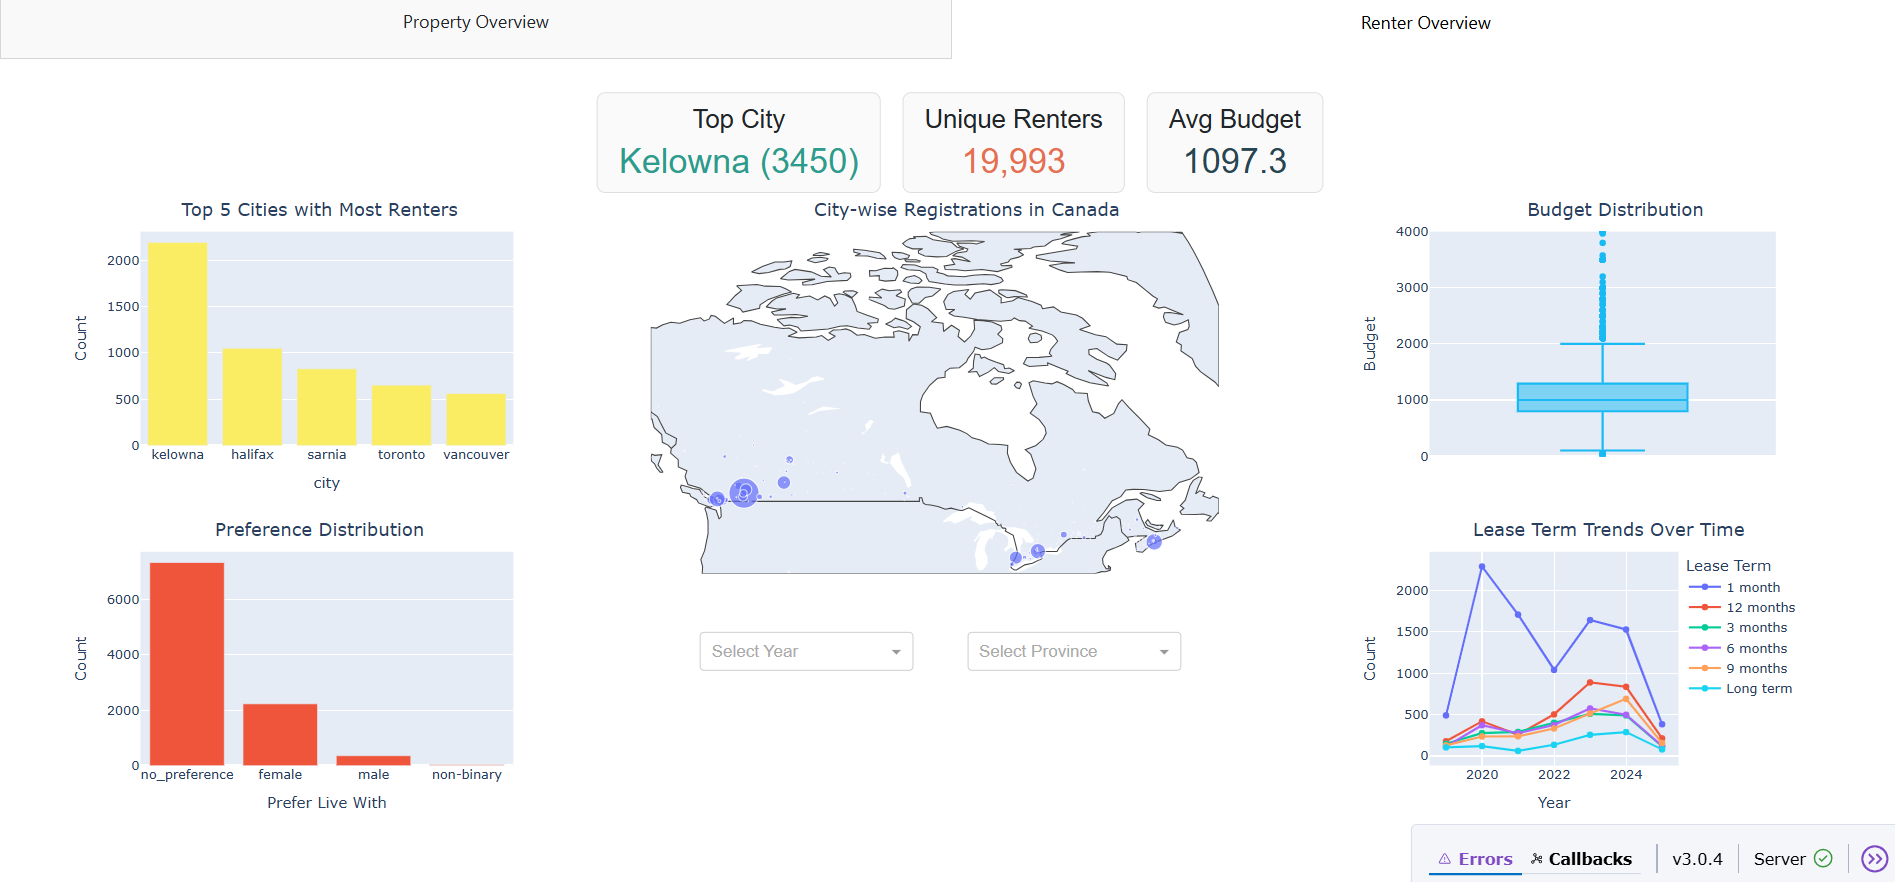 Property Overview
Renter Overview
Top City
Kelowna (3450)
Unique Renters
19,993
Avg Budget
1097.3
Top 5 Cities with Most Renters
Count
2000
1500
1000
500
0
kelowna halifax sarnia toronto vancouver
city
City-wise Registrations in Canada
Budget Distribution
Budget
4000
3000
2000
1000
0
Preference Distribution
Count
6000
4000
2000
0
no_preference female male non-binary
Prefer Live With
Select Year
Select Province
Lease Term Trends Over Time
Count
2000
1500
1000
500
0
2020 2022 2024
Year
Lease Term
1 month
12 months
3 months
6 months
9 months
Long term
Errors Callbacks v3.0.4 Server